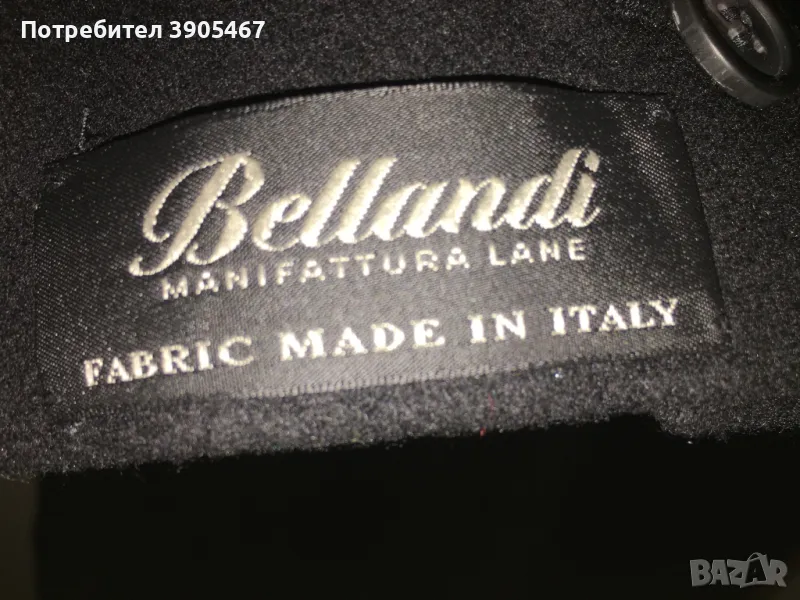 Потребител 3905467
Bellandi
MANIFATTURA LANE
FABRIC MADE IN ITALY
BAZAR